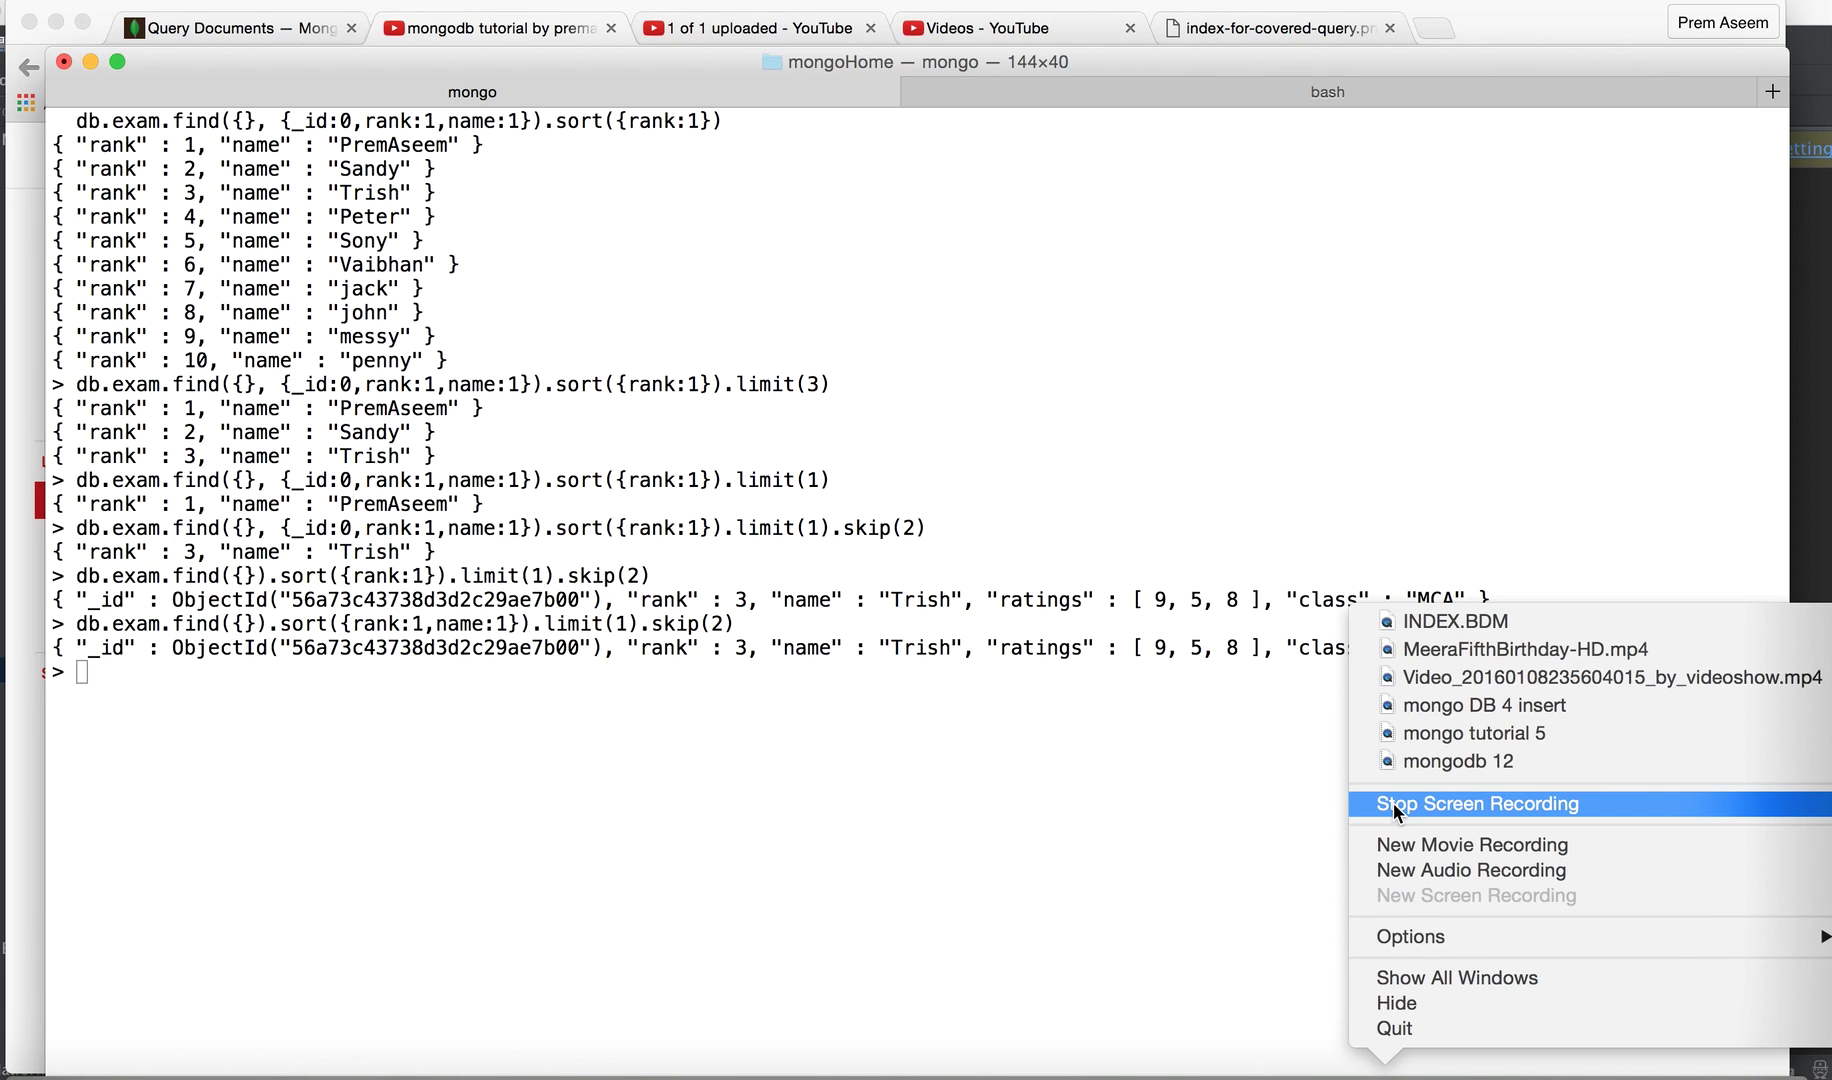 Query Documents — Mong
mongodb tutorial by prema
1 of 1 uploaded - YouTube
Videos - YouTube
index-for-covered-query.pn
Prem Aseem
mongoHome — mongo — 144×40
mongo
bash
+
etting
db.exam.find({}, {_id:0,rank:1,name:1}).sort({rank:1})
{ "rank" : 1, "name" : "PremAseem" }
{ "rank" : 2, "name" : "Sandy" }
{ "rank" : 3, "name" : "Trish" }
{ "rank" : 4, "name" : "Peter" }
{ "rank" : 5, "name" : "Sony" }
{ "rank" : 6, "name" : "Vaibhan" }
{ "rank" : 7, "name" : "jack" }
{ "rank" : 8, "name" : "john" }
{ "rank" : 9, "name" : "messy" }
{ "rank" : 10, "name" : "penny" }
> db.exam.find({}, {_id:0,rank:1,name:1}).sort({rank:1}).limit(3)
{ "rank" : 1, "name" : "PremAseem" }
{ "rank" : 2, "name" : "Sandy" }
{ "rank" : 3, "name" : "Trish" }
> db.exam.find({}, {_id:0,rank:1,name:1}).sort({rank:1}).limit(1)
{ "rank" : 1, "name" : "PremAseem" }
> db.exam.find({}, {_id:0,rank:1,name:1}).sort({rank:1}).limit(1).skip(2)
{ "rank" : 3, "name" : "Trish" }
> db.exam.find({}).sort({rank:1}).limit(1).skip(2)
{ "_id" : ObjectId("56a73c43738d3d2c29ae7b00"), "rank" : 3, "name" : "Trish", "ratings" : [ 9, 5, 8 ], "class" : "MCA" }
> db.exam.find({}).sort({rank:1,name:1}).limit(1).skip(2)
{ "_id" : ObjectId("56a73c43738d3d2c29ae7b00"), "rank" : 3, "name" : "Trish", "ratings" : [ 9, 5, 8 ], "clas
>
INDEX.BDM
MeeraFifthBirthday-HD.mp4
Video_20160108235604015_by_videoshow.mp4
mongo DB 4 insert
mongo tutorial 5
mongodb 12
Stop Screen Recording
New Movie Recording
New Audio Recording
New Screen Recording
Options
Show All Windows
Hide
Quit